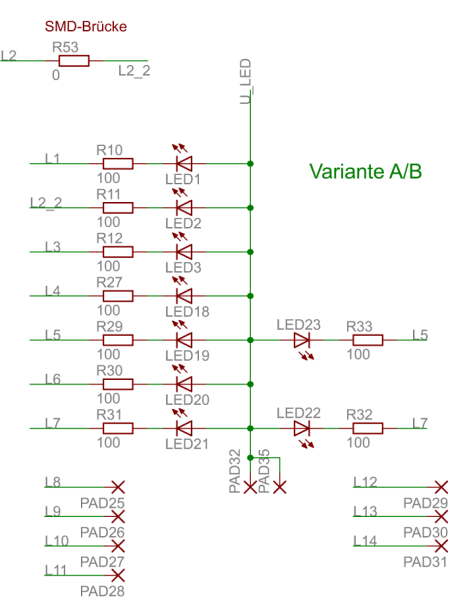 SMD-Brücke
L2 R53 L2_2
0
U_LED
Variante A/B
L1 R10
100 LED1
L2_2 R11
100 LED2
L3 R12
100 LED3
L4 R27
100 LED18
L5 R29
100 LED19
LED23 R33 L5
100
L6 R30
100 LED20
L7 R31
100 LED21
LED22 R32 L7
100
PAD32 PAD35
L8 PAD25
L9 PAD26
L10 PAD27
L11 PAD28
L12 PAD29
L13 PAD30
L14 PAD31